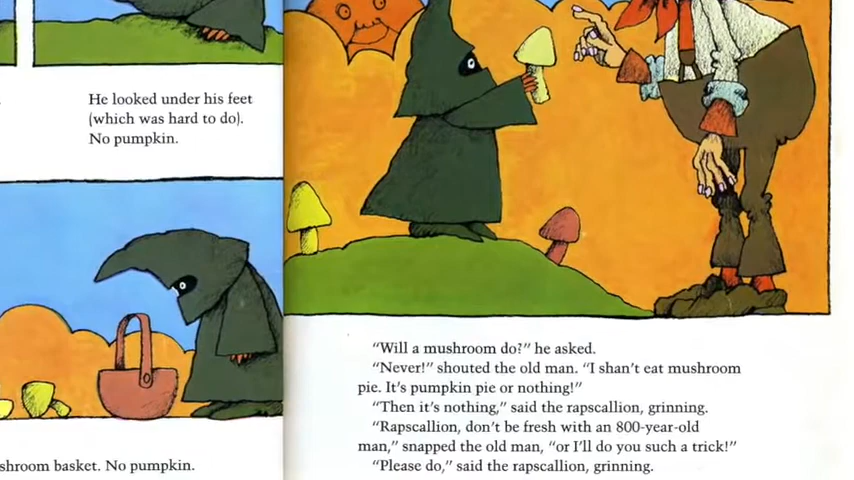 He looked under his feet
(which was hard to do).
No pumpkin.
basket. No pumpkin.
"Will a mushroom do?" he asked.
"Never!" shouted the old man. "I shan't eat mushroom
pie. It's pumpkin pie or nothing!"
"Then it's nothing," said the rapscallion, grinning.
"Rapscallion, don't be fresh with an 800-year-old
man," snapped the old man, "or I'll do you such a trick!"
"Please do," said the rapscallion, grinning.